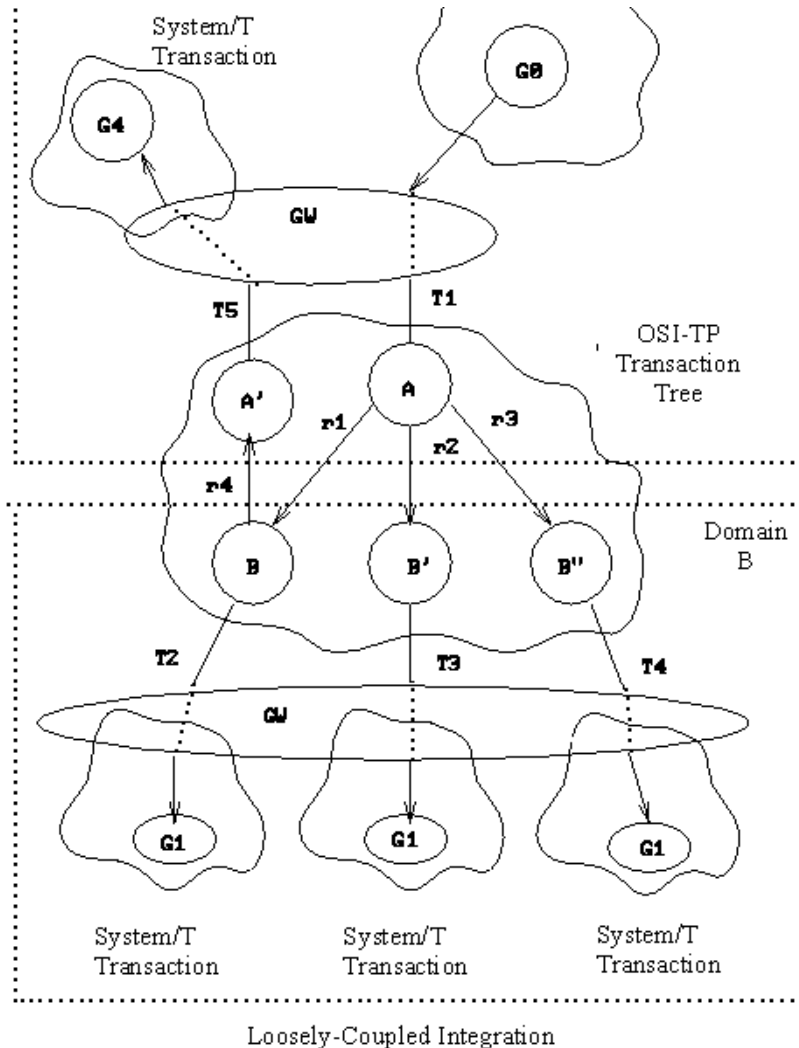 System/T
Transaction
G0
G4
GW
T5
T1
OSI-TP
Transaction
Tree
A'
A
r1
r2
r3
r4
Domain
B
B
B'
B"
T2
T3
T4
GW
G1
G1
G1
System/T
Transaction
System/T
Transaction
System/T
Transaction
Loosely-Coupled Integration